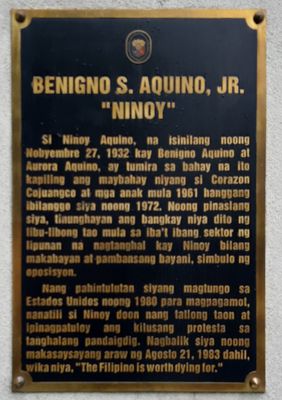 BENIGNO S. AQUINO, JR.
"NINOY"
Si Ninoy Aquino, na isinilang noong
Nobyembre 27, 1932 kay Benigno Aquino at
Aurora Aquino, ay tumira sa bahay na ito
kapiling ang maybahay niyang si Corazon
Cojuangco at mga anak mula 1961 hanggang
ibilanggo siya noong 1972. Noong pinaslang
siya, tinunghayan ang bangkay niya dito ng
libu-libong tao mula sa iba't ibang sektor ng
lipunan na nagtanghal kay Ninoy bilang
makabayan at pambansang bayani, simbulo ng
oposisyon.
Nang pahintulutan siyang magtungo sa
Estados Unidos noong 1980 para magpagamot,
nanatili si Ninoy doon nang tatlong taon at
ipinagpatuloy ang kilusang protesta sa
tanghalang pandaigdig. Nagbalik siya noong
makasaysayang araw ng Agosto 21, 1983 dahil,
wika niya, "The Filipino is worth dying for."